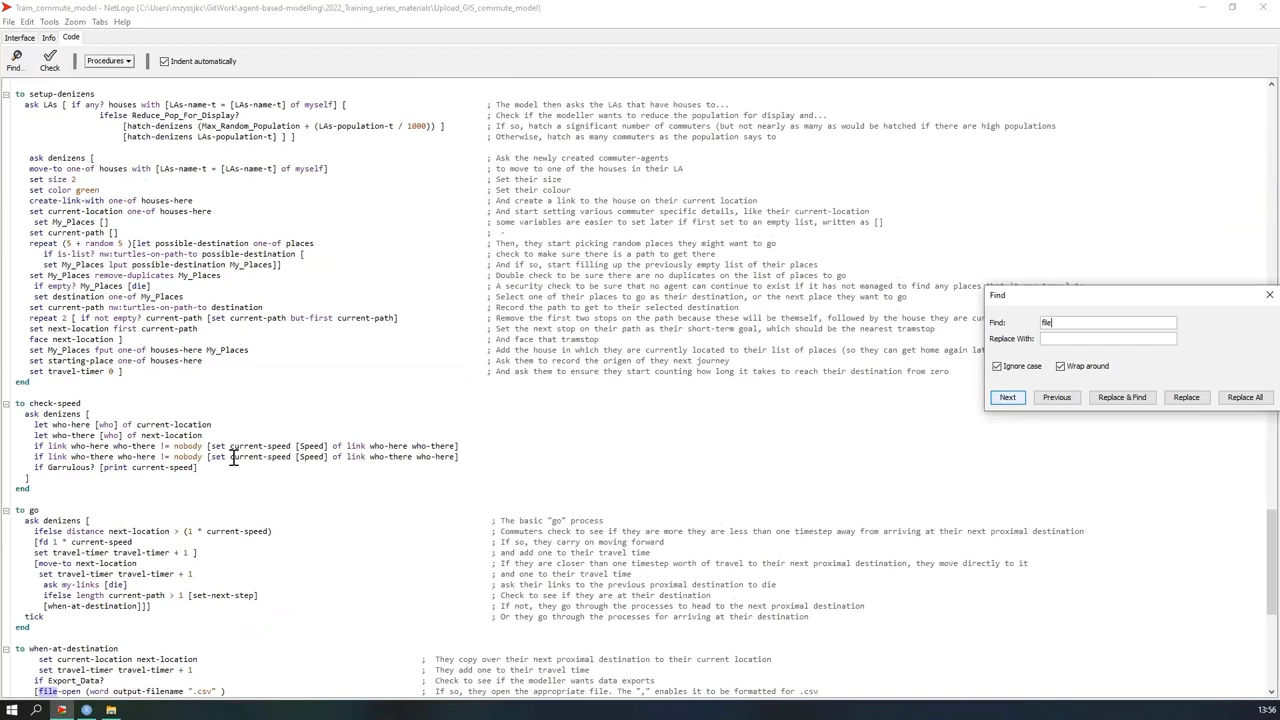 Tram_commute_model - NetLogo {C:\Users\mzyssjkc\GitWork\agent-based-modelling\2022_Training_series_materials\Upload_GIS_commute_model}
File Edit Tools Zoom Tabs Help
Interface Info Code
Find... Check Procedures Indent automatically
to setup-denizens
ask LAs [ if any? houses with [LAs-name-t = [LAs-name-t] of myself] [ ; The model then asks the LAs that have houses to...
ifelse Reduce_Pop_For_Display? ; Check if the modeller wants to reduce the population for display and...
[hatch-denizens (Max_Random_Population + (LAs-population-t / 1000)) ] ; If so, hatch a significant number of commuters (but not nearly as many as would be hatched if there are high populations
[hatch-denizens LAs-population-t] ] ] ; Otherwise, hatch as many commuters as the population says to
ask denizens [ ; Ask the newly created commuter-agents
move-to one-of houses with [LAs-name-t = [LAs-name-t] of myself] ; to move to one of the houses in their LA
set size 2 ; Set their size
set color green ; Set their colour
create-link-with one-of houses-here ; And create a link to the house on their current location
set current-location one-of houses-here ; And start setting various commuter specific details, like their current-location
set My_Places [] ; some variables are easier to set later if first set to an empty list, written as []
set current-path [] ; -
repeat (5 + random 5 )[let possible-destination one-of places ; Then, they start picking random places they might want to go
if is-list? nw:turtles-on-path-to possible-destination [ ; check to make sure there is a path to get there
set My_Places lput possible-destination My_Places]] ; And if so, start filling up the previously empty list of their places
set My_Places remove-duplicates My_Places ; Double check to be sure there are no duplicates on the list of places to go
if empty? My_Places [die] ; A security check to be sure that no agent can continue to exist if it has not managed to find any places
set destination one-of My_Places ; Select one of their places to go as their destination, or the next place they want to go
set current-path nw:turtles-on-path-to destination ; Record the path to get to their selected destination
repeat 2 [ if not empty? current-path [set current-path but-first current-path] ; Remove the first two stops on the path because these will be themself, followed by the house they are cu
set next-location first current-path ; Set the next stop on their path as their short-term goal, which should be the nearest tramstop
face next-location ] ; And face that tramstop
set My_Places fput one-of houses-here My_Places ; Add the house in which they are currently located to their list of places (so they can get home again lat
set starting-place one-of houses-here ; Ask them to record the origin of they next journey
set travel-timer 0 ] ; And ask them to ensure they start counting how long it takes to reach their destination from zero
end
to check-speed
ask denizens [
let who-here [who] of current-location
let who-there [who] of next-location
if link who-here who-there != nobody [set current-speed [Speed] of link who-here who-there]
if link who-there who-here != nobody [set current-speed [Speed] of link who-there who-here]
if Garrulous? [print current-speed]
]
end
to go
ask denizens [ ; The basic "go" process
ifelse distance next-location > (1 * current-speed) ; Commuters check to see if they are more they are less than one timestep away from arriving at their next proximal destination
[fd 1 * current-speed ; If so, they carry on moving forward
set travel-timer travel-timer + 1 ] ; and add one to their travel time
[move-to next-location ; If they are closer than one timestep worth of travel to their next proximal destination, they move directly to it
set travel-timer travel-timer + 1 ; and one to their travel time
ask my-links [die] ; ask their links to the previous proximal destination to die
ifelse length current-path > 1 [set-next-step] ; Check to see if they are at their destination
[when-at-destination]]] ; If not, they go through the processes to head to the next proximal destination
tick ; Or they go through the processes for arriving at their destination
end
to when-at-destination
set current-location next-location ; They copy over their next proximal destination to their current location
set travel-timer travel-timer + 1 ; They add one to their travel time
if Export_Data? ; Check to see if the modeller wants data exports
[file-open (word output-filename ".csv" ) ; If so, they open the appropriate file. The "," enables it to be formatted for .csv
Find
Find: file
Replace With:
Ignore case Wrap around
Next Previous Replace & Find Replace Replace All
13:56